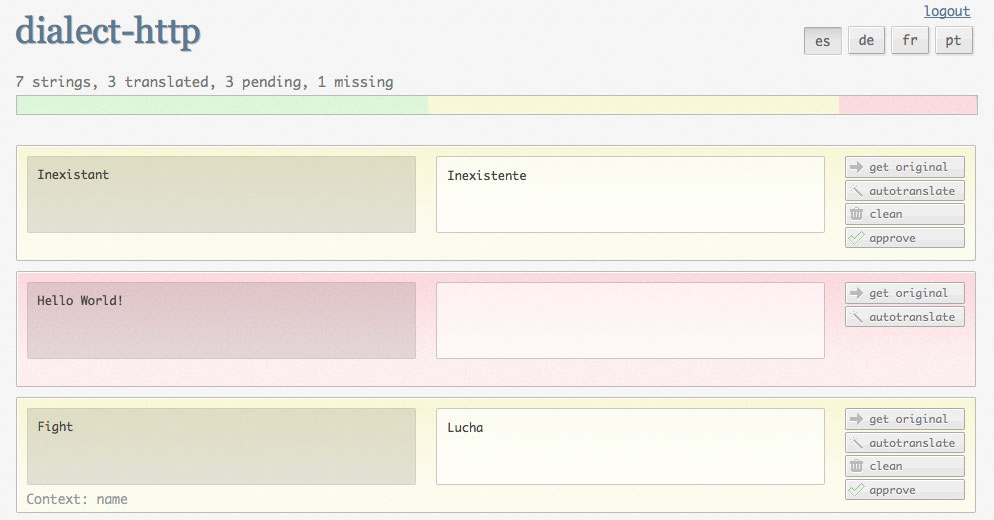 logout
dialect-http
es
de
fr
pt
7 strings, 3 translated, 3 pending, 1 missing
Inexistant
Inexistente
get original
autotranslate
clean
approve
Hello World!
get original
autotranslate
Fight
Lucha
get original
autotranslate
clean
approve
Context: name